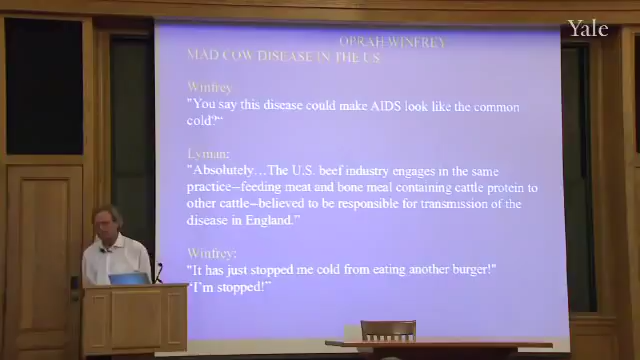 Yale
OPRAH WINFREY
MAD COW DISEASE IN THE US
Winfrey:
"You say this disease could make AIDS look like the common
cold?"
Lyman:
"Absolutely…The U.S. beef industry engages in the same
practice–feeding meat and bone meal containing cattle protein to
other cattle–believed to be responsible for transmission of the
disease in England."
Winfrey:
"It has just stopped me cold from eating another burger!"
"I'm stopped!"